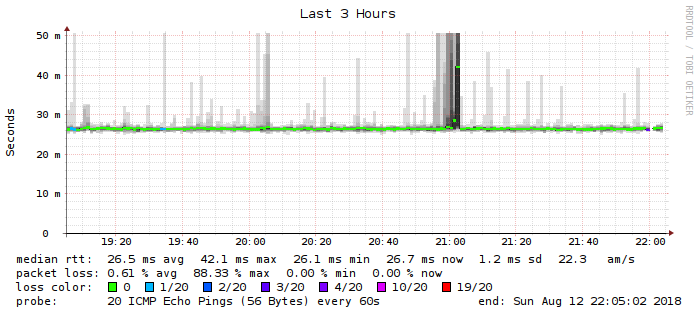 Last 3 Hours
RRDTOOL / TOBI OETIKER
Seconds
50 m
40 m
30 m
20 m
10 m
0
19:20 19:40 20:00 20:20 20:40 21:00 21:20 21:40 22:00
median rtt: 26.5 ms avg 42.1 ms max 26.1 ms min 26.7 ms now 1.2 ms sd 22.3 am/s
packet loss: 0.61 % avg 88.33 % max 0.00 % min 0.00 % now
loss color: 0 1/20 2/20 3/20 4/20 10/20 19/20
probe: 20 ICMP Echo Pings (56 Bytes) every 60s end: Sun Aug 12 22:05:02 2018